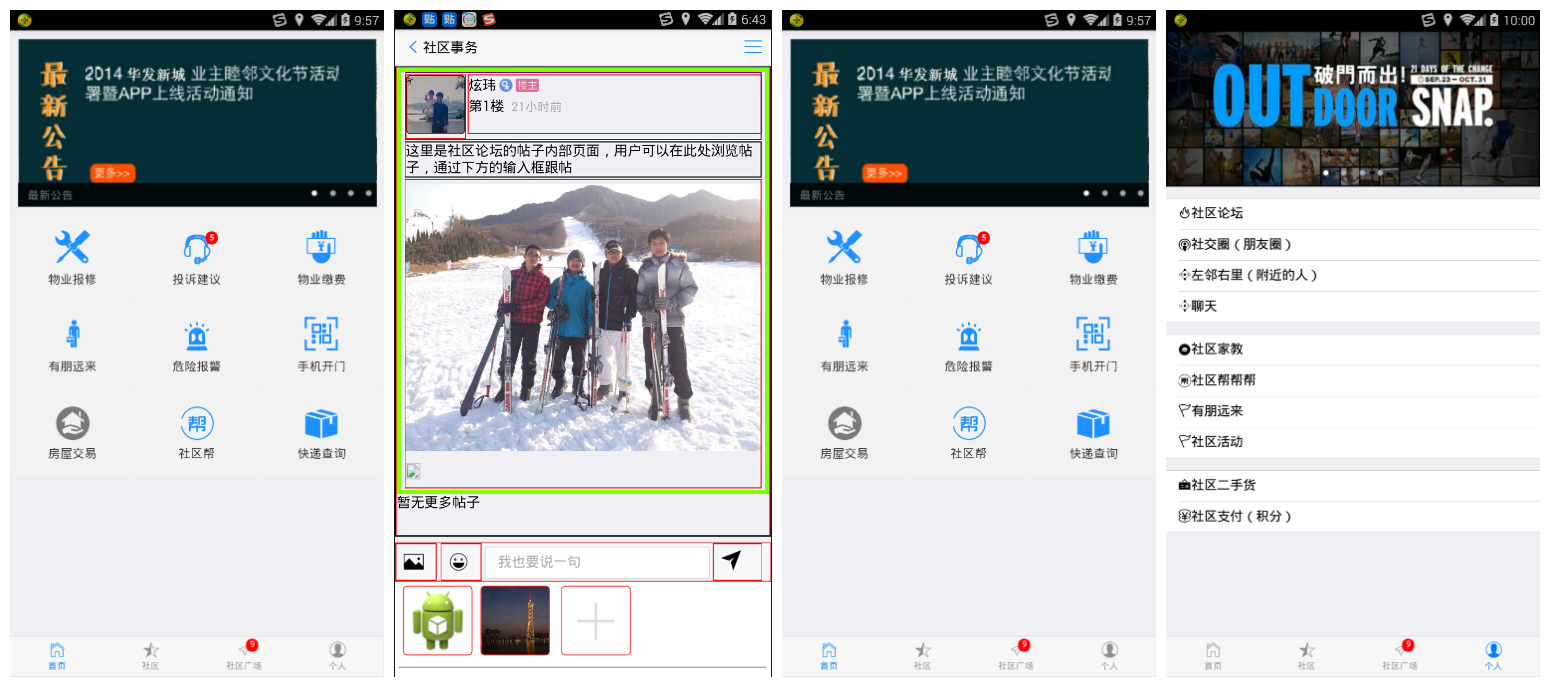 9:57
最新公告
2014 华发新城 业主睦邻文化节活动
署暨APP上线活动通知
更多>>
最新公告
物业报修
5
投诉建议
物业缴费
有朋远来
危险报警
手机开门
房屋交易
帮
社区帮
快递查询
首页
社区
9
社区广场
个人
贴 贴
6:43
社区事务
炫玮
楼主
第1楼 21小时前
这里是社区论坛的帖子内部页面，用户可以在此处浏览帖
子，通过下方的输入框跟帖
暂无更多帖子
我也要说一句
9:57
最新公告
2014 华发新城 业主睦邻文化节活动
署暨APP上线活动通知
更多>>
最新公告
物业报修
5
投诉建议
物业缴费
有朋远来
危险报警
手机开门
房屋交易
帮
社区帮
快递查询
首页
社区
9
社区广场
个人
10:00
OUTDOOR SNAP.
破門而出!
21 DAYS OF THE CHANGE
SEP.23－OCT.31
社区论坛
社交圈（朋友圈）
左邻右里（附近的人）
聊天
社区家教
社区帮帮帮
有朋远来
社区活动
社区二手货
社区支付（积分）
首页
社区
9
社区广场
个人